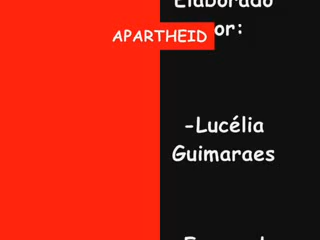 Elaborado
APARTHEID
or:
-Lucélia
Guimaraes